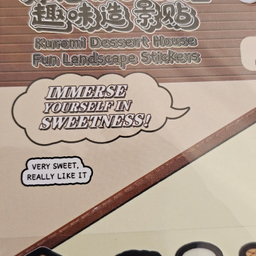 趣味造景贴
Kuromi Dessert House
Fun Landscape Stickers
IMMERSE
YOURSELF IN
SWEETNESS!
VERY SWEET,
REALLY LIKE IT